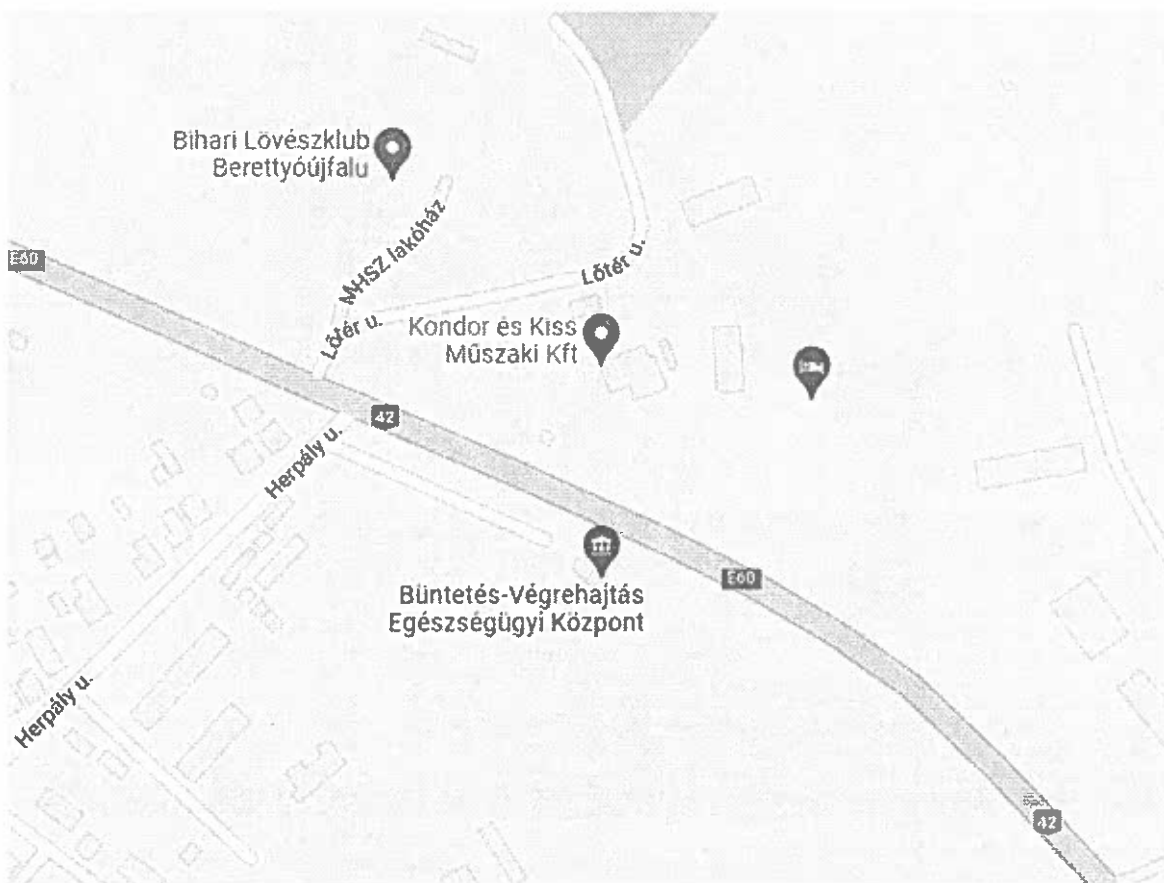 Bihari Lövészklub
Berettyóújfalu
MHSZ lakóház
E60
Lőtér u.
Lőtér u.
Kondor és Kiss
Műszaki Kft
42
Herpály u.
E60
Büntetés-Végrehajtás
Egészségügyi Központ
Herpály u.
42